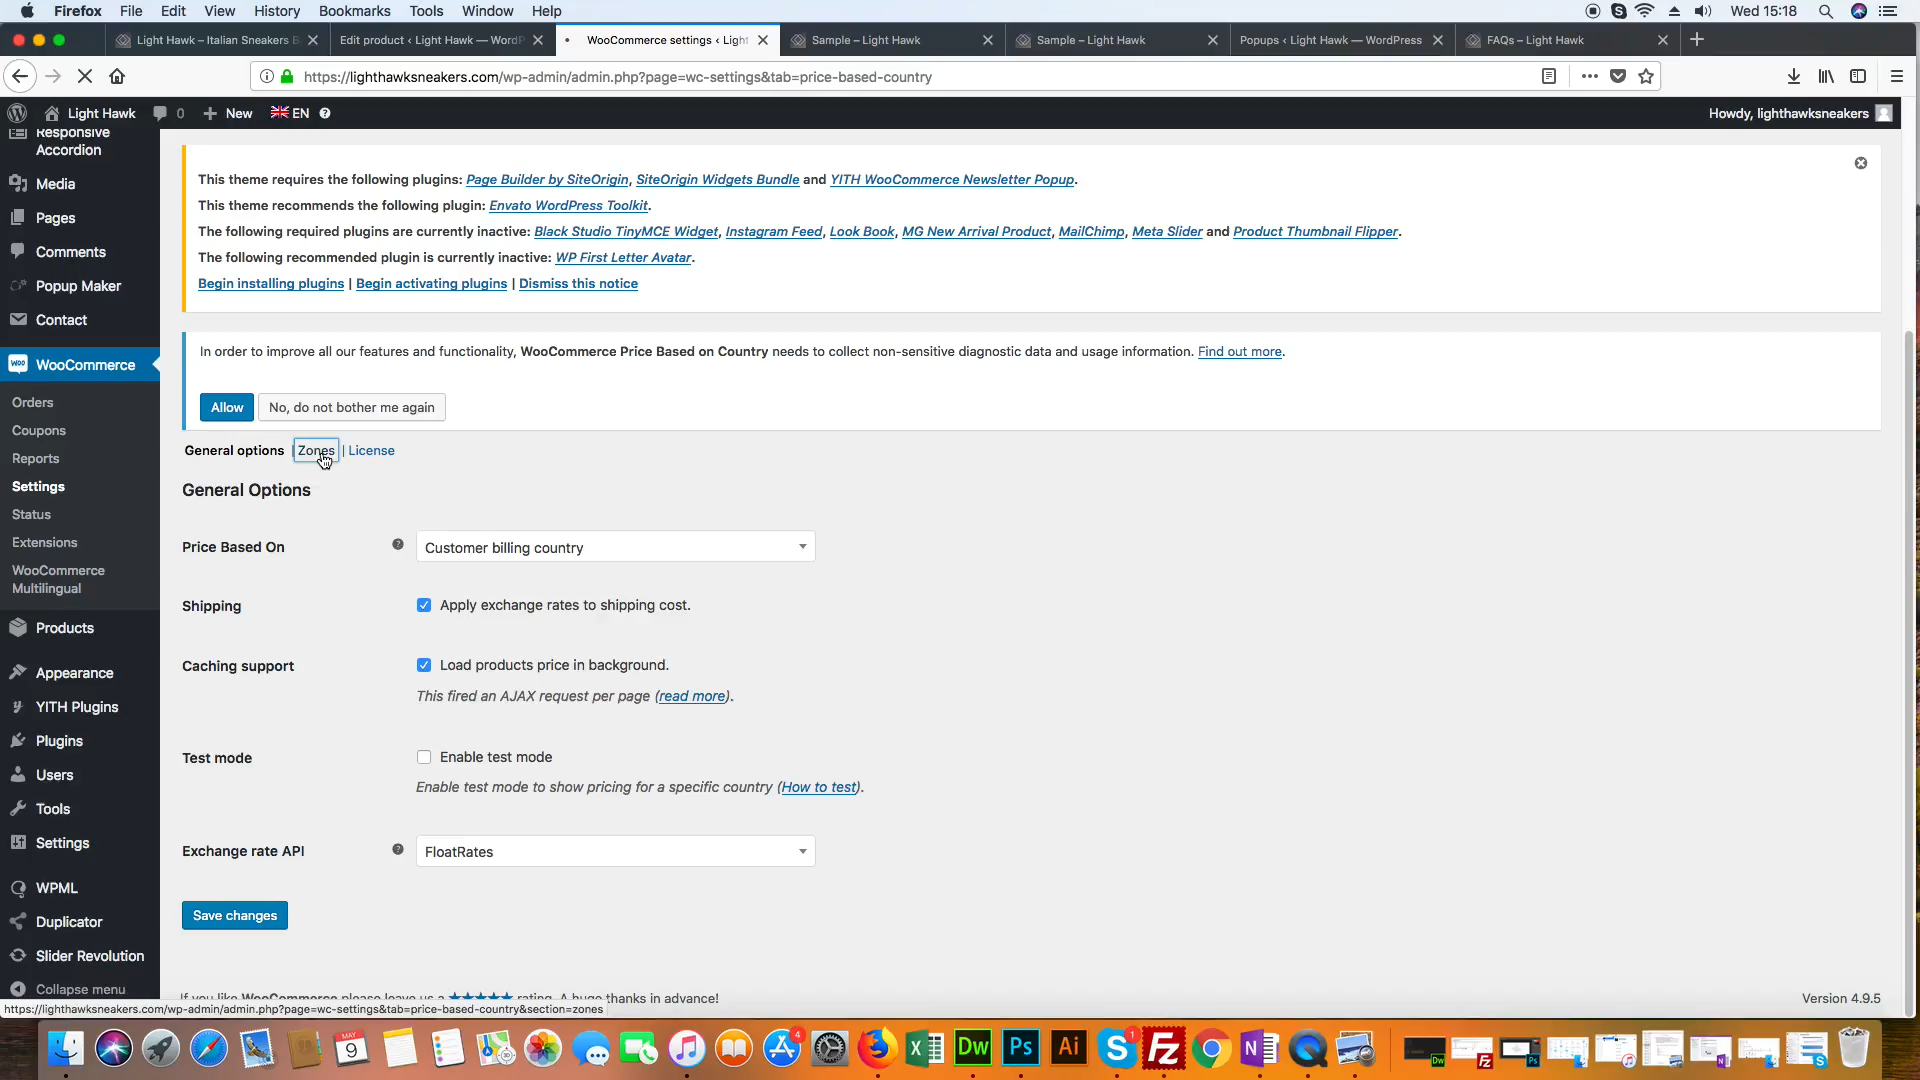 Firefox File Edit View History Bookmarks Tools Window Help Wed 15:18
Light Hawk – Italian Sneakers B Edit product ‹ Light Hawk — WordP WooCommerce settings ‹ Light Sample – Light Hawk Sample – Light Hawk Popups ‹ Light Hawk — WordPress FAQs – Light Hawk
https://lighthawksneakers.com/wp-admin/admin.php?page=wc-settings&tab=price-based-country
Light Hawk 0 New EN Howdy, lighthawksneakers
Responsive
Accordion
Media
Pages
Comments
Popup Maker
Contact
WooCommerce
Orders
Coupons
Reports
Settings
Status
Extensions
WooCommerce
Multilingual
Products
Appearance
YITH Plugins
Plugins
Users
Tools
Settings
WPML
Duplicator
Slider Revolution
Collapse menu
This theme requires the following plugins: Page Builder by SiteOrigin, SiteOrigin Widgets Bundle and YITH WooCommerce Newsletter Popup.
This theme recommends the following plugin: Envato WordPress Toolkit.
The following required plugins are currently inactive: Black Studio TinyMCE Widget, Instagram Feed, Look Book, MG New Arrival Product, MailChimp, Meta Slider and Product Thumbnail Flipper.
The following recommended plugin is currently inactive: WP First Letter Avatar.
Begin installing plugins | Begin activating plugins | Dismiss this notice
In order to improve all our features and functionality, WooCommerce Price Based on Country needs to collect non-sensitive diagnostic data and usage information. Find out more.
Allow No, do not bother me again
General options | Zones | License
General Options
Price Based On Customer billing country
Shipping Apply exchange rates to shipping cost.
Caching support Load products price in background.
This fired an AJAX request per page (read more).
Test mode Enable test mode
Enable test mode to show pricing for a specific country (How to test).
Exchange rate API FloatRates
Save changes
If you like WooCommerce please leave us a ★★★★★ rating. A huge thanks in advance! Version 4.9.5
https://lighthawksneakers.com/wp-admin/admin.php?page=wc-settings&tab=price-based-country&section=zones
MAY
9
4
Dw Ps Ai
1